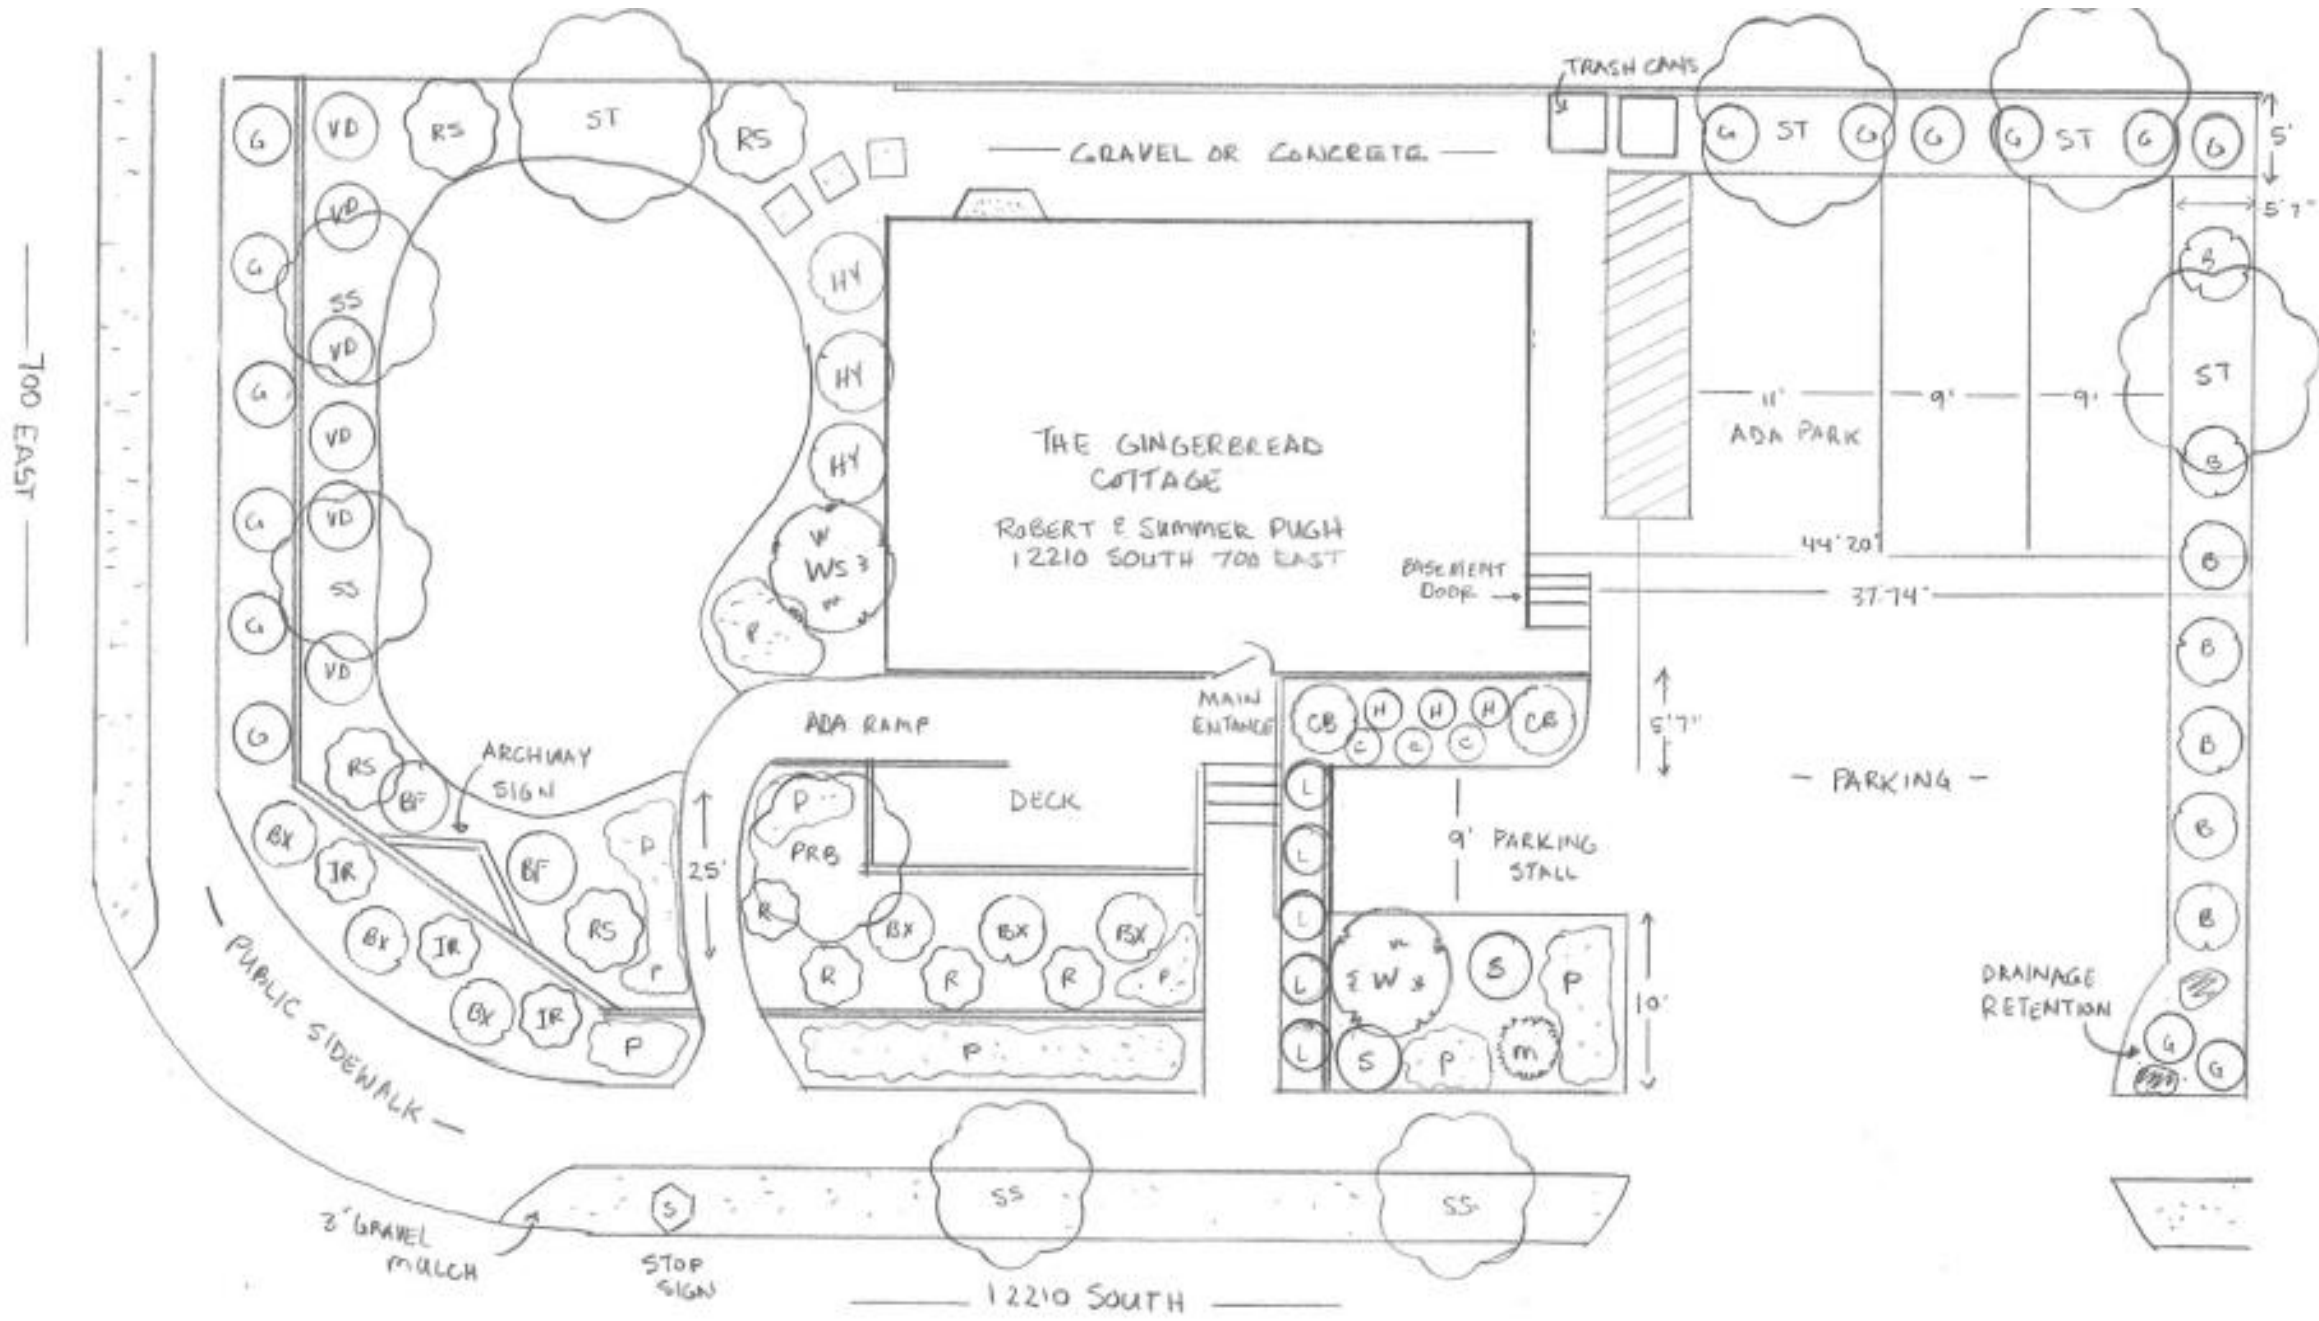 TRASH CANS
G
VD
RS
ST
RS
G
ST
G
G
G
ST
G
G
5'
— GRAVEL OR CONCRETE —
5'7"
VD
G
SS
HY
B
VD
HY
ST
G
— 11' —
— 9' —
— 9' —
ADA PARK
VD
HY
B
THE GINGERBREAD
COTTAGE
ROBERT & SUMMER PUGH
12210 SOUTH 700 EAST
— 700 EAST —
G
VD
W
WS
44'20"
BASEMENT
DOOR
B
37.74"
SS
G
P
B
VD
G
ADA RAMP
MAIN
ENTANCE
CB
H
H
H
CB
C
C
C
5'7"
B
ARCHWAY
SIGN
RS
BF
P
DECK
L
— PARKING —
BX
IR
BF
P
25'
PRB
L
9' PARKING
STALL
B
BX
IR
RS
R
BX
BX
BX
L
B
P
R
R
R
P
L
W
S
P
10'
DRAINAGE
RETENTION
BX
IR
P
P
L
S
P
M
G
G
— PUBLIC SIDEWALK —
3" GRAVEL
MULCH
S
STOP
SIGN
SS
SS
— 12210 SOUTH —